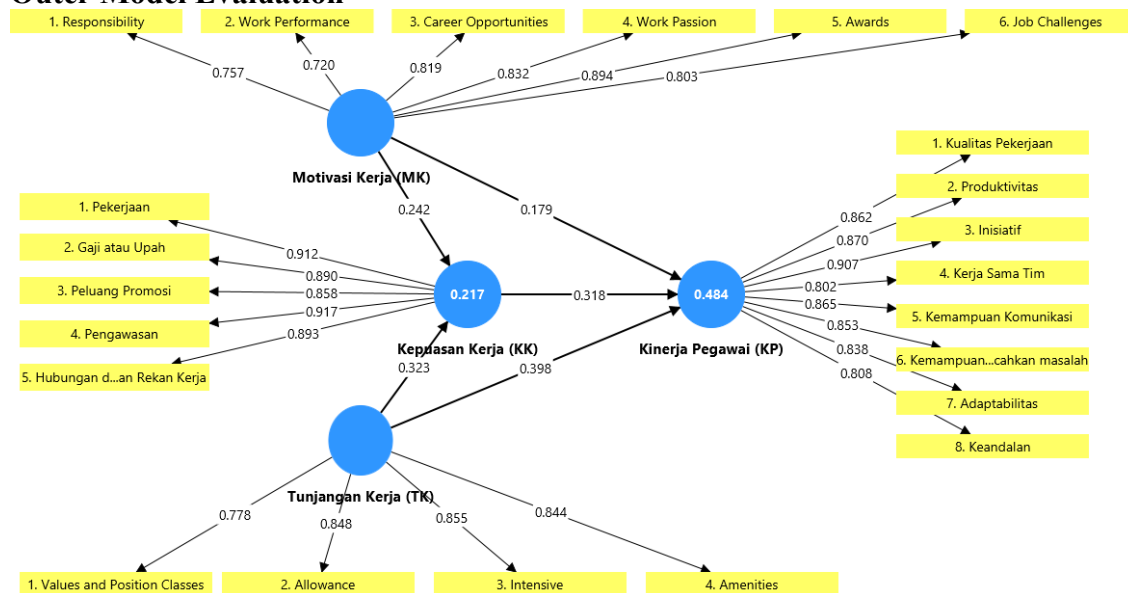 Outer Model Evaluation
1. Responsibility
2. Work Performance
3. Career Opportunities
4. Work Passion
5. Awards
6. Job Challenges
0.757
0.720
0.819
0.832
0.894
0.803
Motivasi Kerja (MK)
0.242
0.179
1. Pekerjaan
2. Gaji atau Upah
3. Peluang Promosi
4. Pengawasan
5. Hubungan d...an Rekan Kerja
0.912
0.890
0.858
0.917
0.893
0.217
Kepuasan Kerja (KK)
0.318
0.484
Kinerja Pegawai (KP)
0.323
0.398
1. Kualitas Pekerjaan
2. Produktivitas
3. Inisiatif
4. Kerja Sama Tim
5. Kemampuan Komunikasi
6. Kemampuan...cahkan masalah
7. Adaptabilitas
8. Keandalan
0.862
0.870
0.907
0.802
0.865
0.853
0.838
0.808
Tunjangan Kerja (TK)
0.778
0.848
0.855
0.844
1. Values and Position Classes
2. Allowance
3. Intensive
4. Amenities